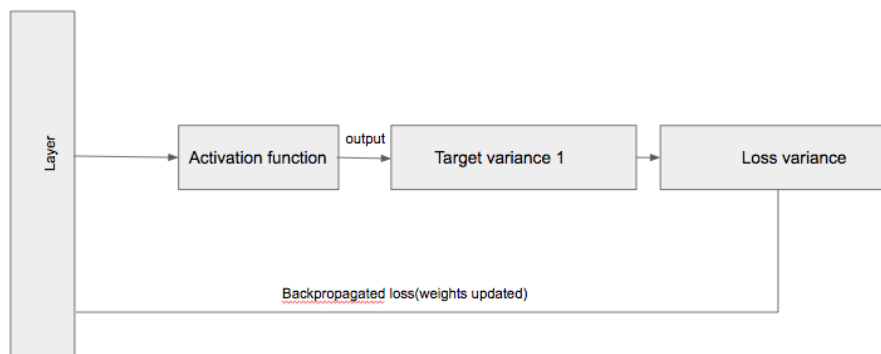 Layer
Activation function
output
Target variance 1
Loss variance
Backpropagated loss(weights updated)